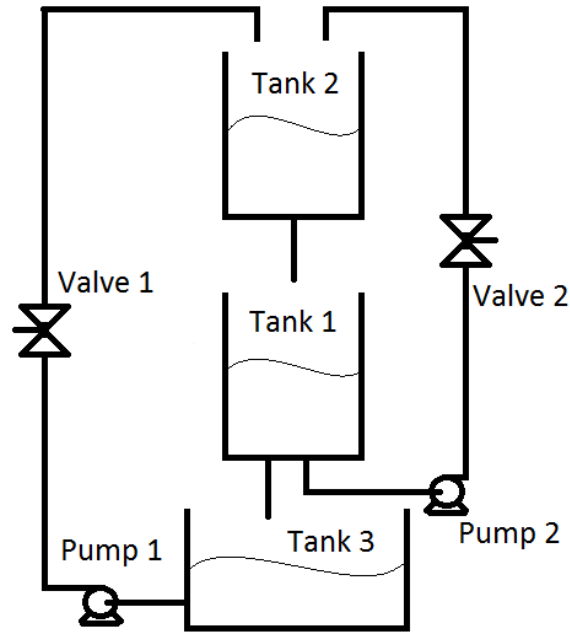 Tank 2
Valve 1
Valve 2
Tank 1
Pump 2
Tank 3
Pump 1